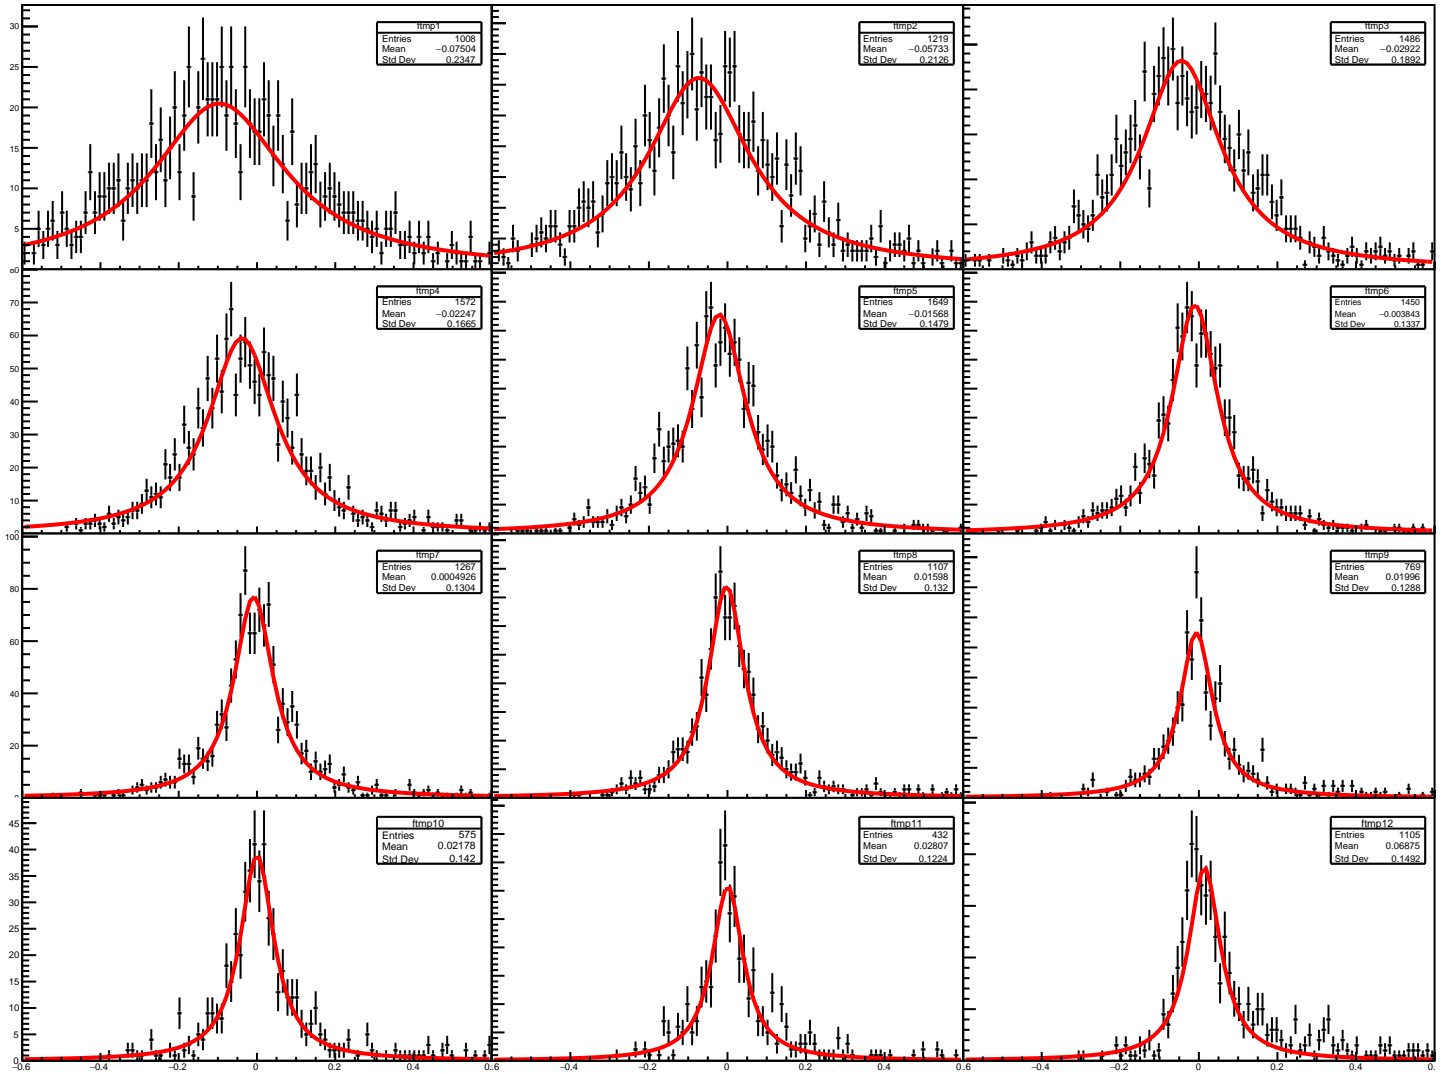 ftmp1
Entries 1008
Mean −0.07504
Std Dev 0.2347
ftmp2
Entries 1219
Mean −0.05733
Std Dev 0.2126
ftmp3
Entries 1486
Mean −0.02922
Std Dev 0.1892
30
25
20
15
10
5
ftmp4
Entries 1572
Mean −0.02247
Std Dev 0.1665
ftmp5
Entries 1649
Mean −0.01568
Std Dev 0.1479
ftmp6
Entries 1450
Mean −0.003843
Std Dev 0.1337
80
70
60
50
40
30
20
10
ftmp7
Entries 1267
Mean 0.0004926
Std Dev 0.1304
ftmp8
Entries 1107
Mean 0.01598
Std Dev 0.132
ftmp9
Entries 769
Mean 0.01996
Std Dev 0.1288
100
80
60
40
20
ftmp10
Entries 575
Mean 0.02178
Std Dev 0.142
ftmp11
Entries 432
Mean 0.02807
Std Dev 0.1224
ftmp12
Entries 1105
Mean 0.06875
Std Dev 0.1492
45
40
35
30
25
20
15
10
5
0
−0.6 −0.4 −0.2 0 0.2 0.4 0.6 −0.4 −0.2 0 0.2 0.4 0.6 −0.4 −0.2 0 0.2 0.4 0.